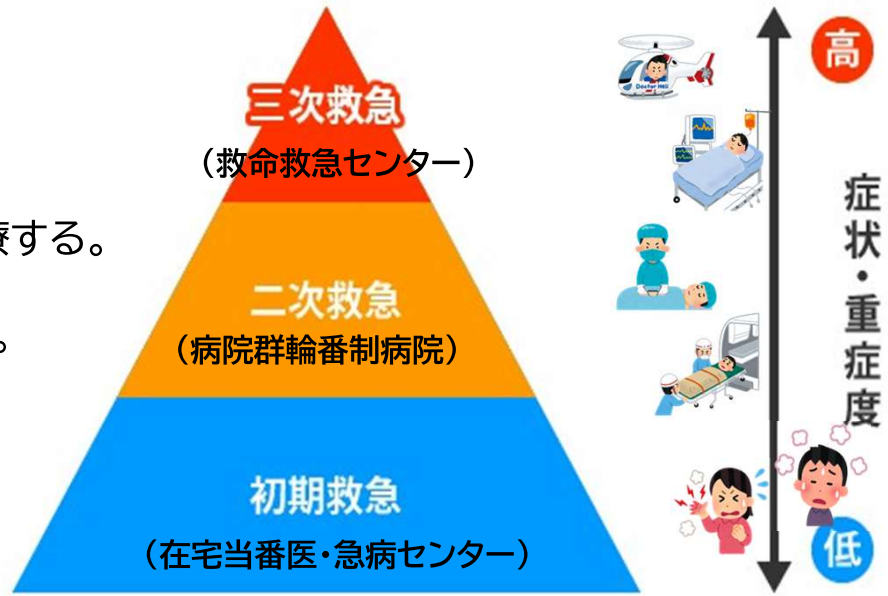 三次救急
（救命救急センター）
療する。
二次救急
。
（病院群輪番制病院）
初期救急
（在宅当番医・急病センター）
高
症状・重症度
低
Doctor Heli